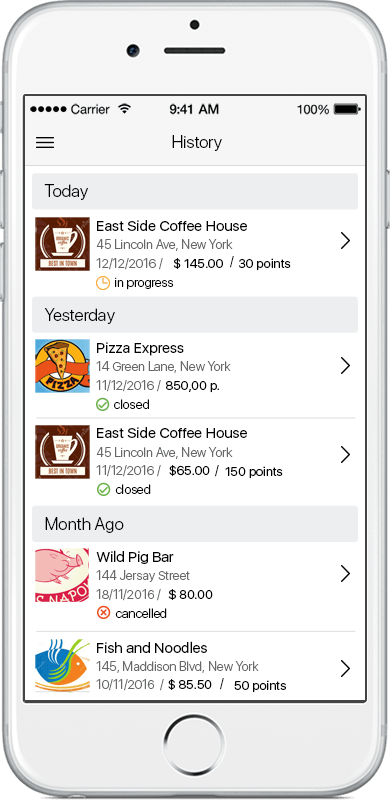 Carrier 9:41 AM 100%
History
Today
ORGANIC
coffee
BEST IN TOWN
East Side Coffee House
45 Lincoln Ave, New York
12/12/2016 / $ 145.00 / 30 points
in progress
Yesterday
PIZZA
Pizza Express
14 Green Lane, New York
11/12/2016 / 850,00 p.
closed
ORGANIC
coffee
BEST IN TOWN
East Side Coffee House
45 Lincoln Ave, New York
11/12/2016 / $65.00 / 150 points
closed
Month Ago
S NAPO
Wild Pig Bar
144 Jersay Street
18/11/2016 / $ 80.00
cancelled
Fish and Noodles
145, Maddison Blvd, New York
10/11/2016 / $ 85.50 / 50 points